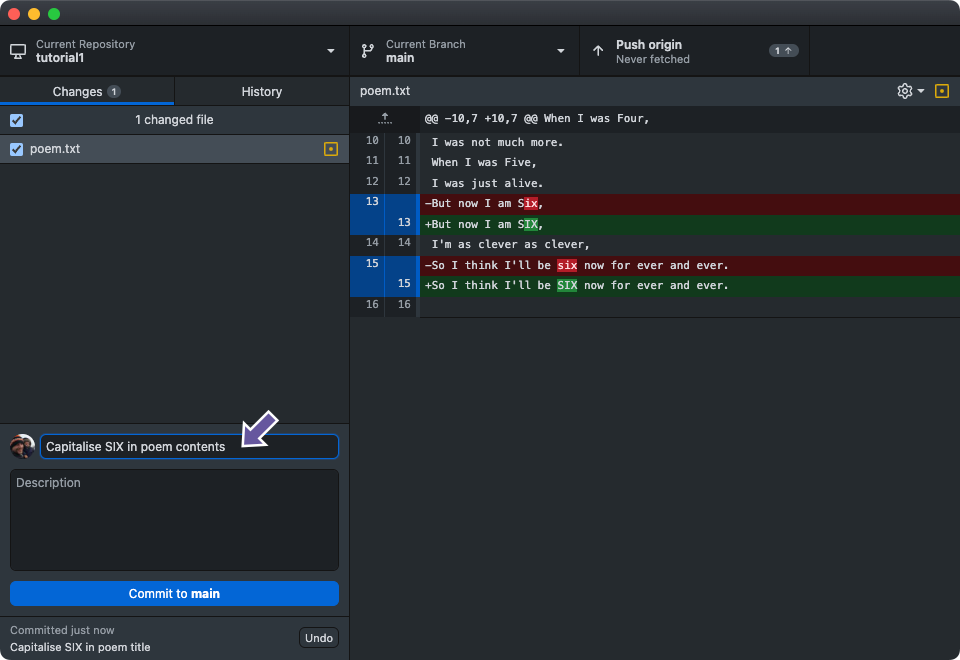 Current Repository
tutorial1
Current Branch
main
Push origin
Never fetched
1
Changes 1
History
1 changed file
poem.txt
poem.txt
@@ -10,7 +10,7 @@ When I was Four,
10 10 I was not much more.
11 11 When I was Five,
12 12 I was just alive.
13 -But now I am Six,
13 +But now I am SIX,
14 14 I'm as clever as clever,
15 -So I think I'll be six now for ever and ever.
15 +So I think I'll be SIX now for ever and ever.
16 16
Capitalise SIX in poem contents
Description
Commit to main
Committed just now
Capitalise SIX in poem title
Undo